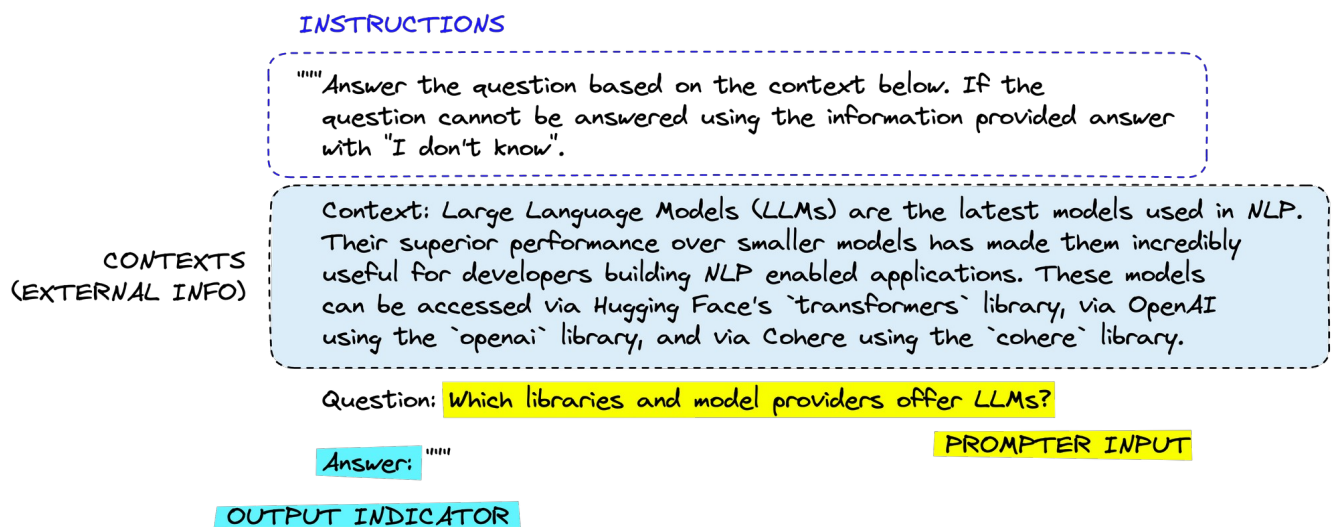 INSTRUCTIONS
"""Answer the question based on the context below. If the
question cannot be answered using the information provided answer
with "I don't know".
Context: Large Language Models (LLMs) are the latest models used in NLP.
Their superior performance over smaller models has made them incredibly
useful for developers building NLP enabled applications. These models
can be accessed via Hugging Face's `transformers` library, via OpenAI
using the `openai` library, and via Cohere using the `cohere` library.
CONTEXTS
(EXTERNAL INFO)
Question: Which libraries and model providers offer LLMs?
PROMPTER INPUT
Answer: """
OUTPUT INDICATOR